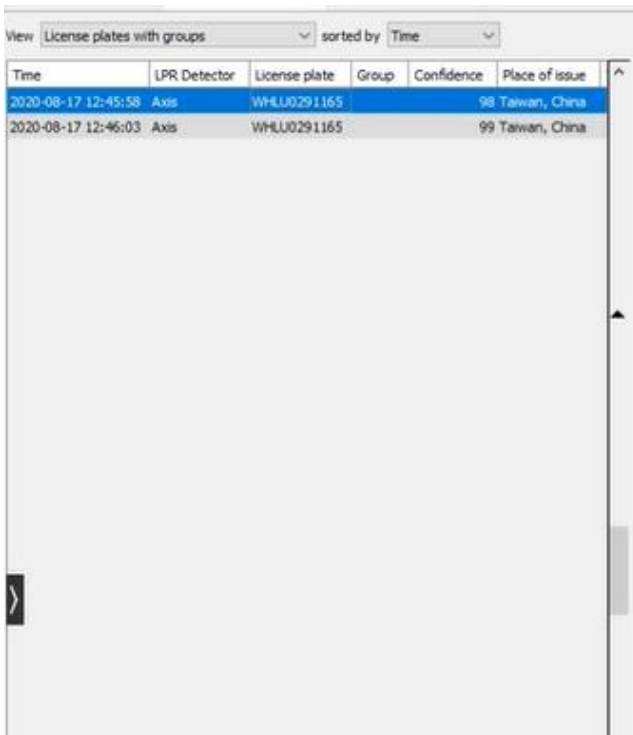 View License plates with groups sorted by Time
Time LPR Detector License plate Group Confidence Place of issue
2020-08-17 12:45:58 Axis WHLU0291165 98 Taiwan, China
2020-08-17 12:46:03 Axis WHLU0291165 99 Taiwan, China